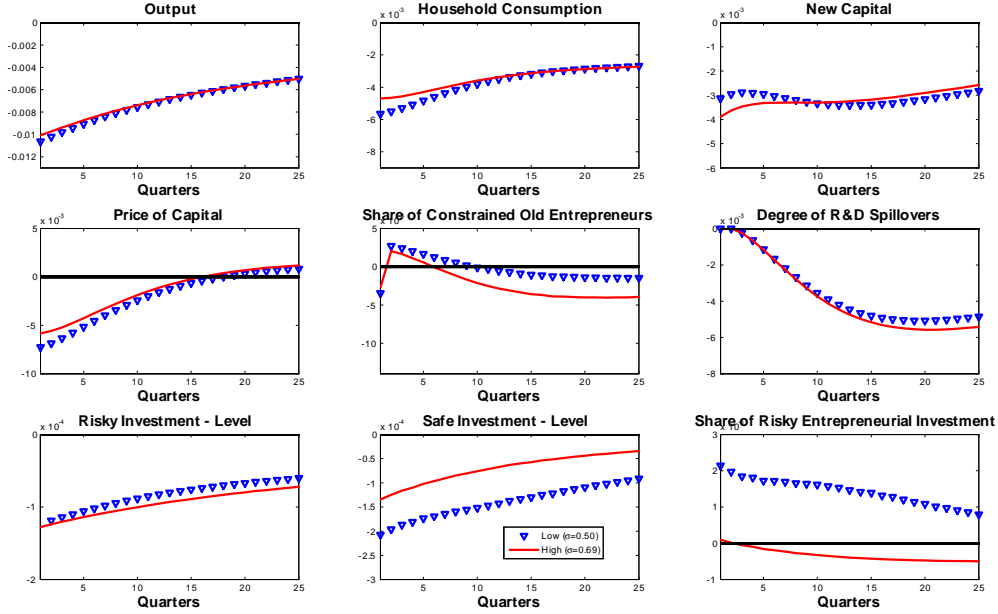 Output
0
-0.002
-0.004
-0.006
-0.008
-0.01
-0.012
5 10 15 20 25
Quarters
Household Consumption
x 10^-3
0
-2
-4
-6
-8
5 10 15 20 25
Quarters
New Capital
x 10^-3
0
-1
-2
-3
-4
-5
-6
5 10 15 20 25
Quarters
Price of Capital
x 10^-3
5
0
-5
-10
5 10 15 20 25
Share of Constrained Old Entrepreneurs
5
0
-5
-10
5 10 15 20 25
Degree of R&D Spillovers
x 10^-3
0
-2
-4
-6
-8
5 10 15 20 25
Risky Investment - Level
x 10^-4
0
-1
-2
5 10 15 20 25
Quarters
Safe Investment - Level
x 10^-4
0
-0.5
-1
-1.5
-2
-2.5
-3
5 10 15 20 25
Low (σ=0.50)
High (σ=0.69)
Quarters
Share of Risky Entrepreneurial Investment
3
2
1
0
-1
5 10 15 20 25
Quarters